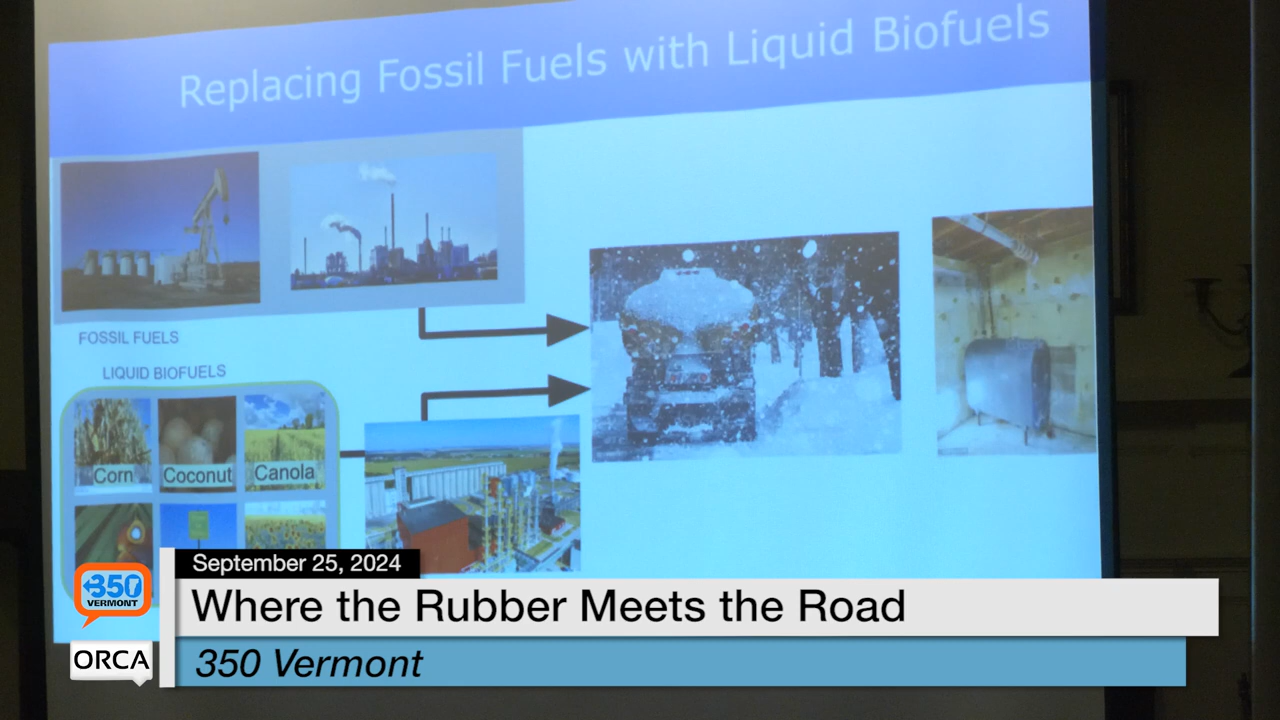 Replacing Fossil Fuels with Liquid Biofuels
FOSSIL FUELS
LIQUID BIOFUELS
Corn
Coconut
Canola
September 25, 2024
350
VERMONT
Where the Rubber Meets the Road
ORCA
350 Vermont